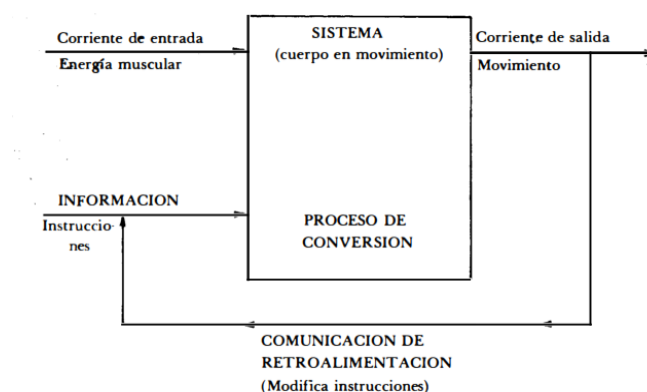 Corriente de entrada
Energía muscular
SISTEMA
(cuerpo en movimiento)
Corriente de salida
Movimiento
INFORMACION
Instruccio-
nes
PROCESO DE
CONVERSION
COMUNICACION DE
RETROALIMENTACION
(Modifica instrucciones)